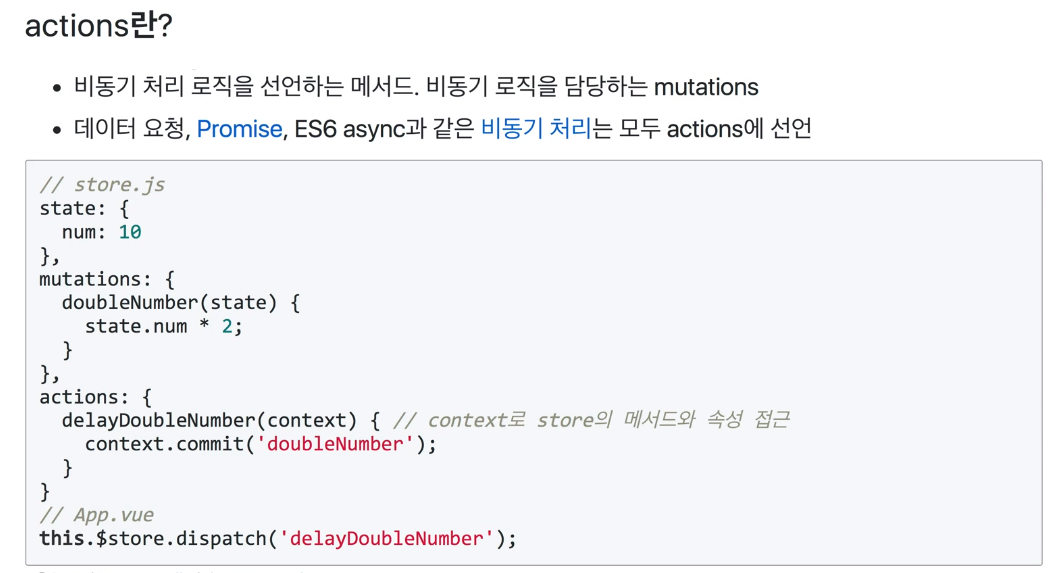 actions란?
비동기 처리 로직을 선언하는 메서드. 비동기 로직을 담당하는 mutations
데이터 요청, Promise, ES6 async과 같은 비동기 처리는 모두 actions에 선언
// store.js
state: {
  num: 10
},
mutations: {
  doubleNumber(state) {
    state.num * 2;
  }
},
actions: {
  delayDoubleNumber(context) { // context로 store의 메서드와 속성 접근
    context.commit('doubleNumber');
  }
}
// App.vue
this.$store.dispatch('delayDoubleNumber');